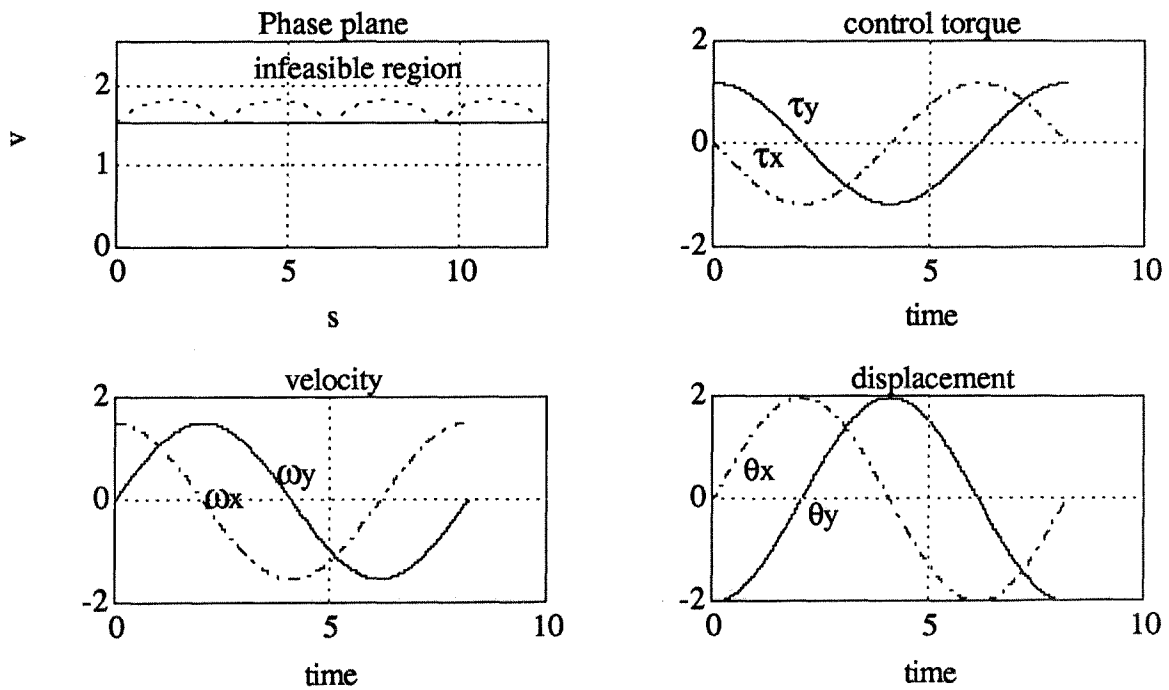 Phase plane
infeasible region
2
1
0
v
0
5
10
s
control torque
2
0
-2
τy
τx
0
5
10
time
velocity
2
0
-2
ωy
ωx
0
5
10
time
displacement
2
0
-2
θx
θy
0
5
10
time